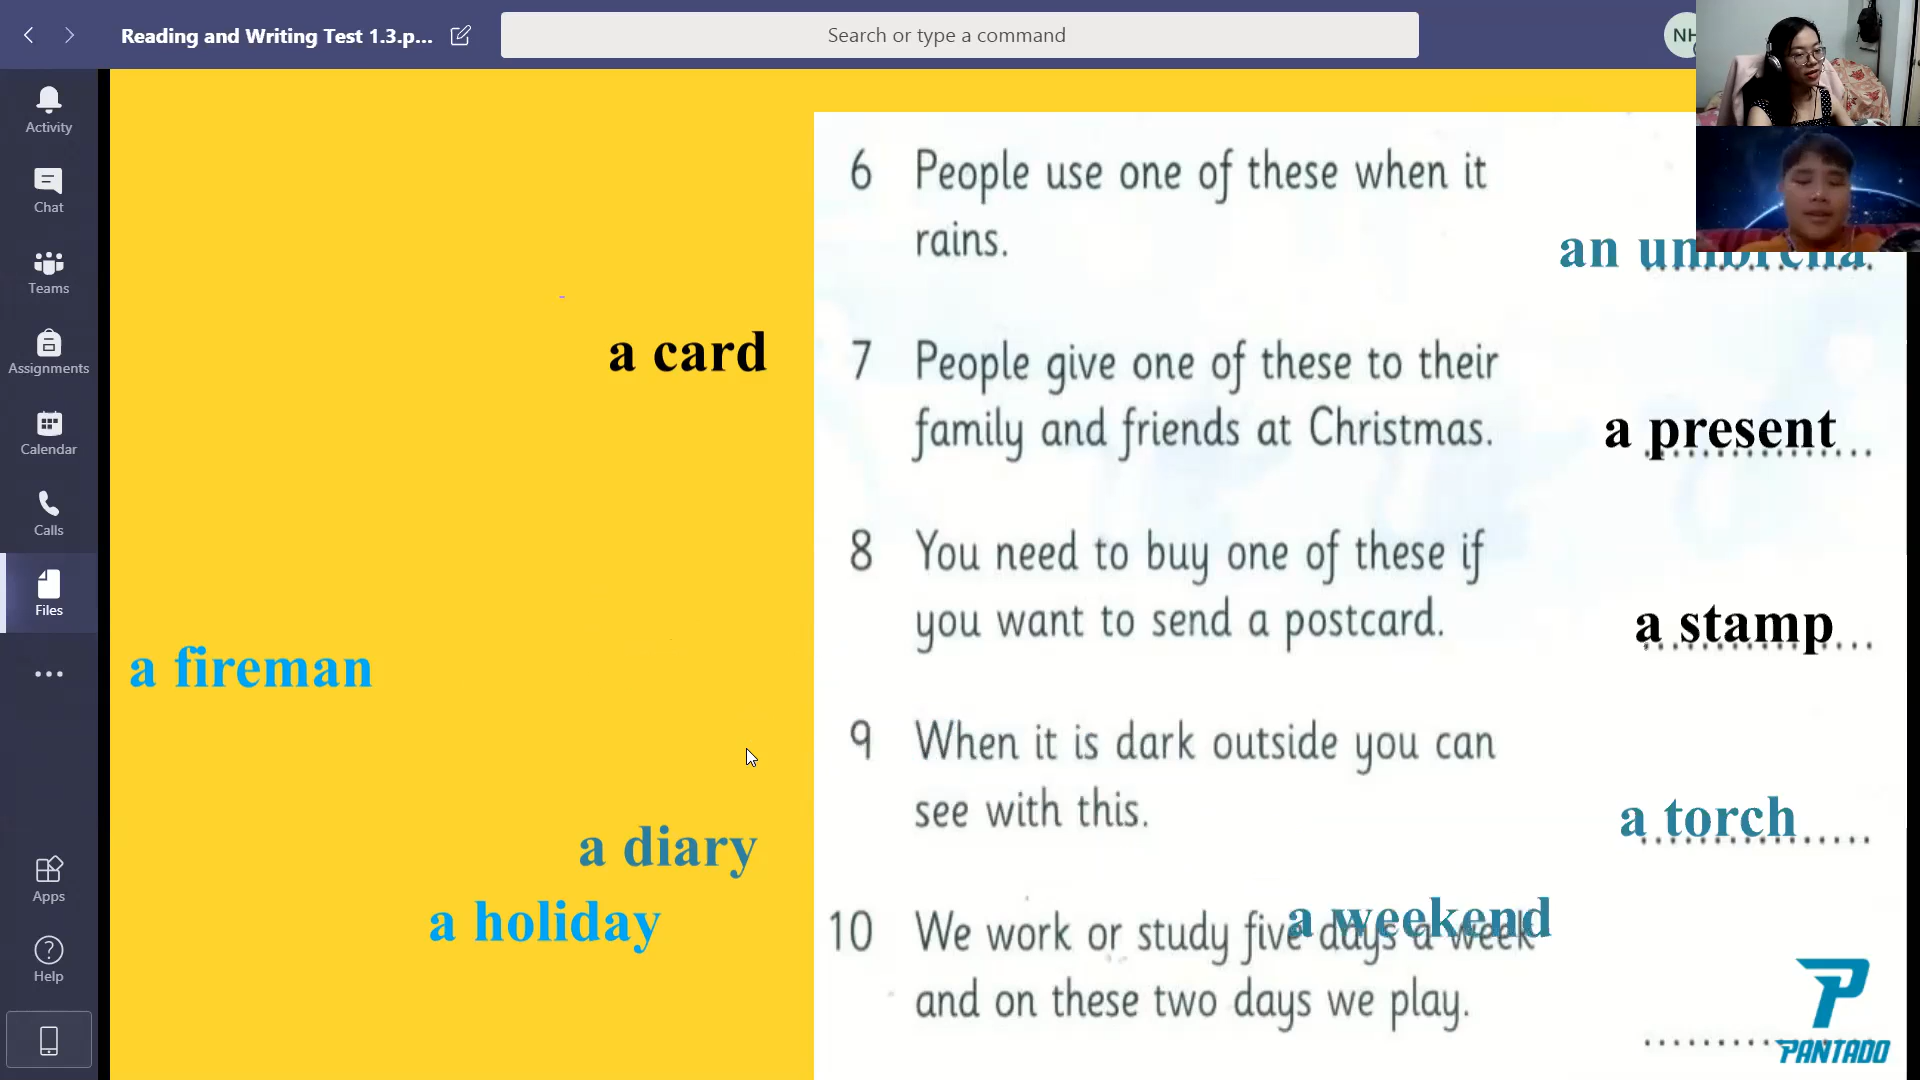 Reading and Writing Test 1.3.p...
Search or type a command
NH
Activity
Chat
Teams
Assignments
Calendar
Calls
Files
Apps
Help
a card
a fireman
a diary
a holiday
6 People use one of these when it
rains.
an umbrella
7 People give one of these to their
family and friends at Christmas.
a present
8 You need to buy one of these if
you want to send a postcard.
a stamp
9 When it is dark outside you can
see with this.
a torch
a weekend
10 We work or study five days a week
and on these two days we play.
PANTADO